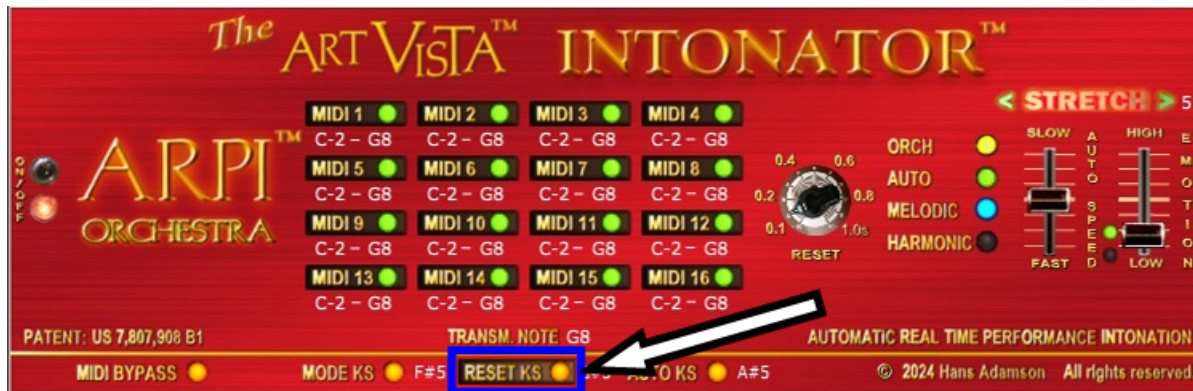 The ART VISTA™ INTONATOR™
< STRETCH > 5
MIDI 1 MIDI 2 MIDI 3 MIDI 4
C-2 – G8 C-2 – G8 C-2 – G8 C-2 – G8
MIDI 5 MIDI 6 MIDI 7 MIDI 8
C-2 – G8 C-2 – G8 C-2 – G8 C-2 – G8
MIDI 9 MIDI 10 MIDI 11 MIDI 12
C-2 – G8 C-2 – G8 C-2 – G8 C-2 – G8
MIDI 13 MIDI 14 MIDI 15 MIDI 16
C-2 – G8 C-2 – G8 C-2 – G8 C-2 – G8
ON/OFF
ARPI™
ORCHESTRA
0.4 0.6
0.2 0.8
0.1 1.0s
RESET
ORCH
AUTO
MELODIC
HARMONIC
SLOW
FAST
AUTO SPEED
HIGH
LOW
EMOTION
PATENT: US 7,807,908 B1
TRANSM. NOTE G8
AUTOMATIC REAL TIME PERFORMANCE INTONATION
MIDI BYPASS MODE KS F#5 RESET KS AUTO KS A#5
© 2024 Hans Adamson All rights reserved